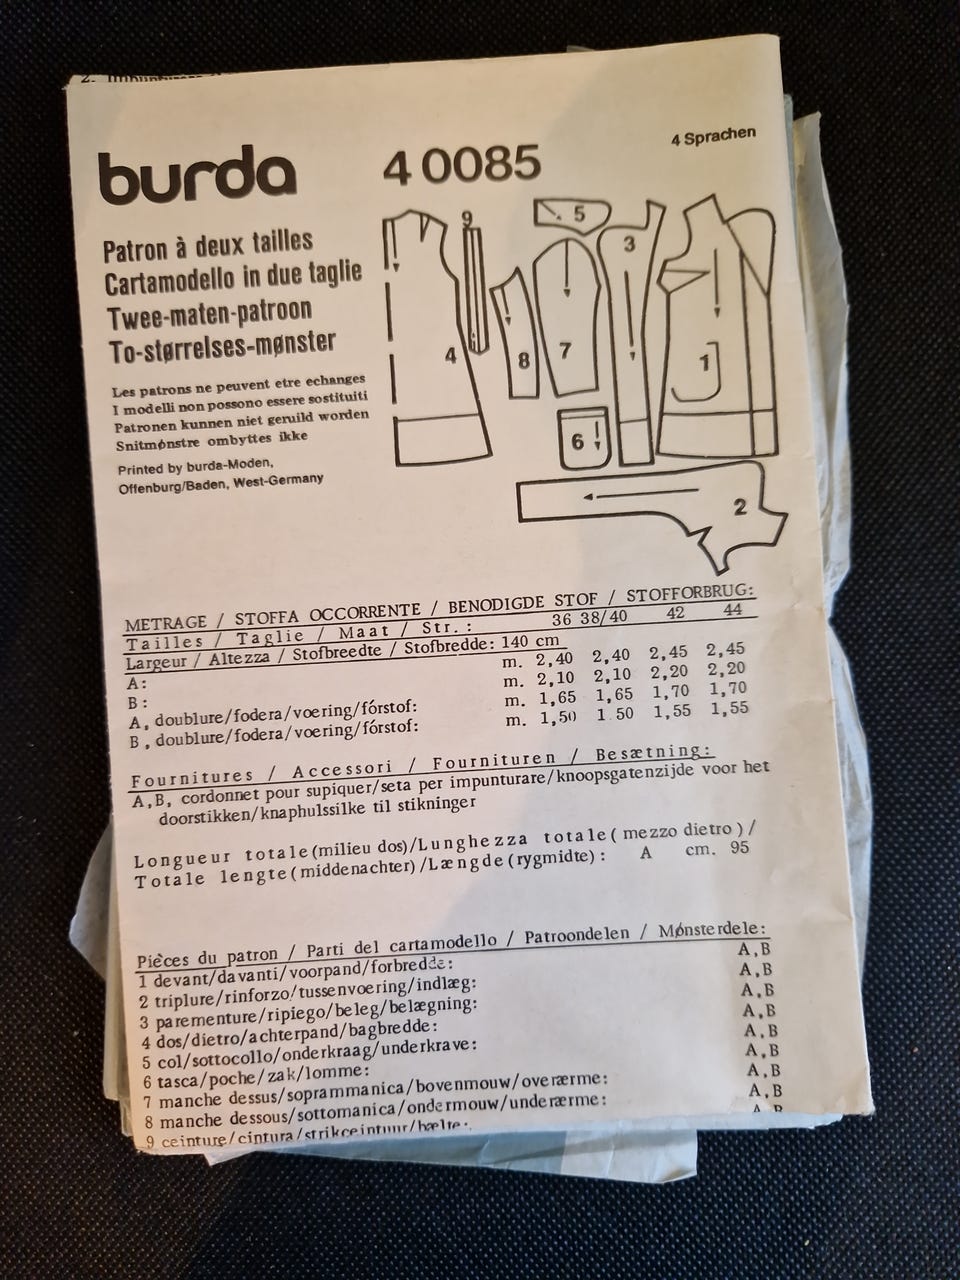 burda
4 0085
4 Sprachen
Patron à deux tailles
Cartamodello in due taglie
Twee-maten-patroon
To-størrelses-mønster
Les patrons ne peuvent etre echanges
I modelli non possono essere sostituiti
Patronen kunnen niet geruild worden
Snitmønstre ombyttes ikke
Printed by burda-Moden,
Offenburg/Baden, West-Germany
9
5
3
4
8
7
1
6
2
METRAGE / STOFFA OCCORRENTE / BENODIGDE STOF / STOFFORBRUG:
Tailles / Taglie / Maat / Str.: 36 38/40 42 44
Largeur / Altezza / Stofbreedte / Stofbredde: 140 cm
A: m. 2,40 2,40 2,45 2,45
B: m. 2,10 2,10 2,20 2,20
A, doublure/fodera/voering/fórstof: m. 1,65 1,65 1,70 1,70
B, doublure/fodera/voering/fórstof: m. 1,50 1 50 1,55 1,55
Fournitures / Accessori / Fournituren / Besætning:
A,B, cordonnet pour supiquer/seta per impunturare/knoopsgatenzijde voor het
doorstikken/knaphulssilke til stikninger
Longueur totale(milieu dos)/Lunghezza totale(mezzo dietro)/
Totale lengte(middenachter)/Længde(rygmidte): A cm. 95
Pièces du patron / Parti del cartamodello / Patroondelen / Mønsterdele:
1 devant/davanti/voorpand/forbredde: A,B
2 triplure/rinforzo/tussenvoering/indlæg: A,B
3 parementure/ripiego/beleg/belægning: A,B
4 dos/dietro/achterpand/bagbredde: A,B
5 col/sottocollo/onderkraag/underkrave: A.B
6 tasca/poche/zak/lomme: A,B
7 manche dessus/soprammanica/bovenmouw/overærme: A,B
8 manche dessous/sottomanica/ondermouw/underærme: A,B
9 ceinture/cintura/strikceintuur/bælte: A B